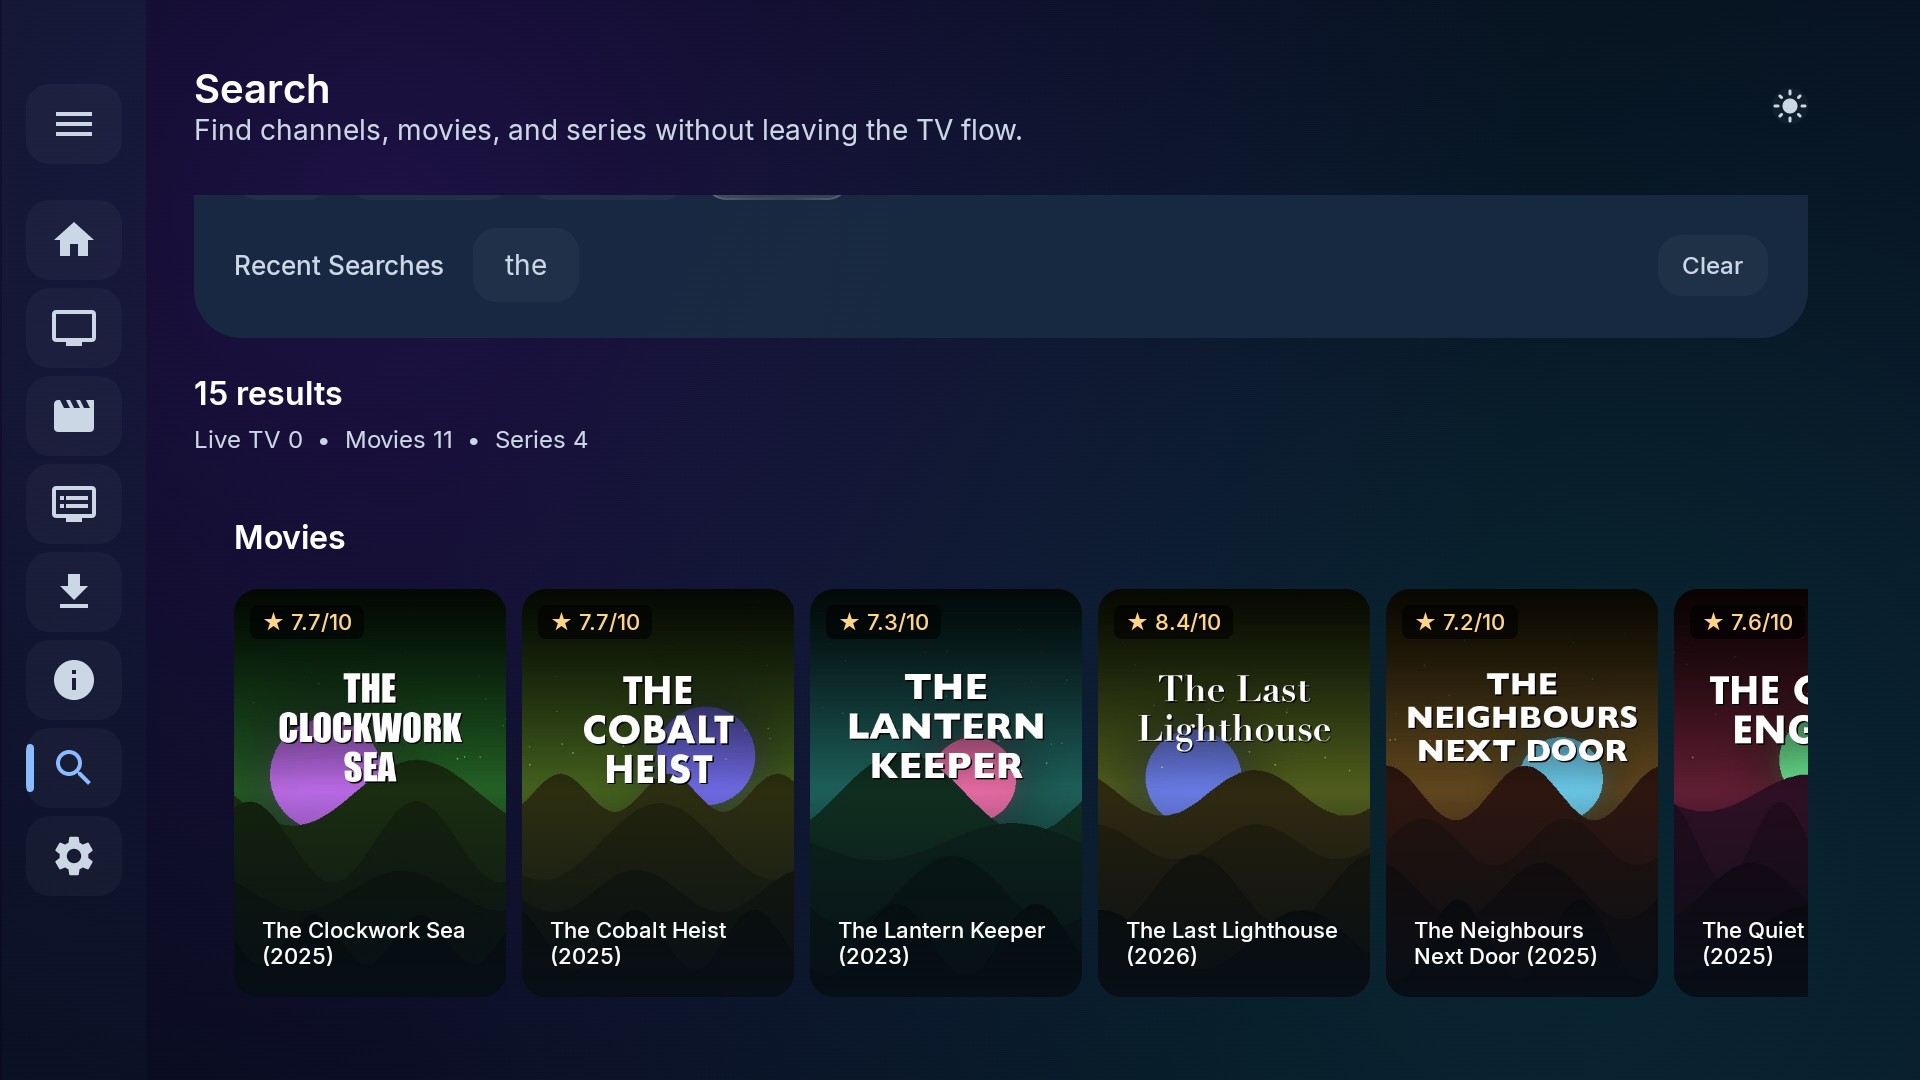 Search
Find channels, movies, and series without leaving the TV flow.
Recent Searches
the
Clear
15 results
Live TV 0 • Movies 11 • Series 4
Movies
★ 7.7/10
THE
CLOCKWORK
SEA
The Clockwork Sea
(2025)
★ 7.7/10
THE
COBALT
HEIST
The Cobalt Heist
(2025)
★ 7.3/10
THE
LANTERN
KEEPER
The Lantern Keeper
(2023)
★ 8.4/10
The Last
Lighthouse
The Last Lighthouse
(2026)
★ 7.2/10
THE
NEIGHBOURS
NEXT DOOR
The Neighbours
Next Door (2025)
★ 7.6/10
THE
The Quiet
(2025)